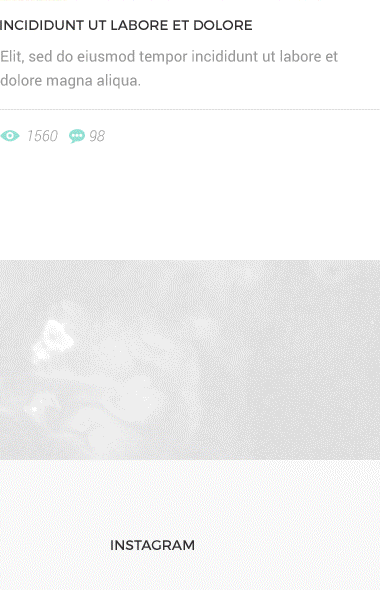 INCIDIDUNT UT LABORE ET DOLORE
Elit, sed do eiusmod tempor incididunt ut labore et
dolore magna aliqua.
1560 98
INSTAGRAM